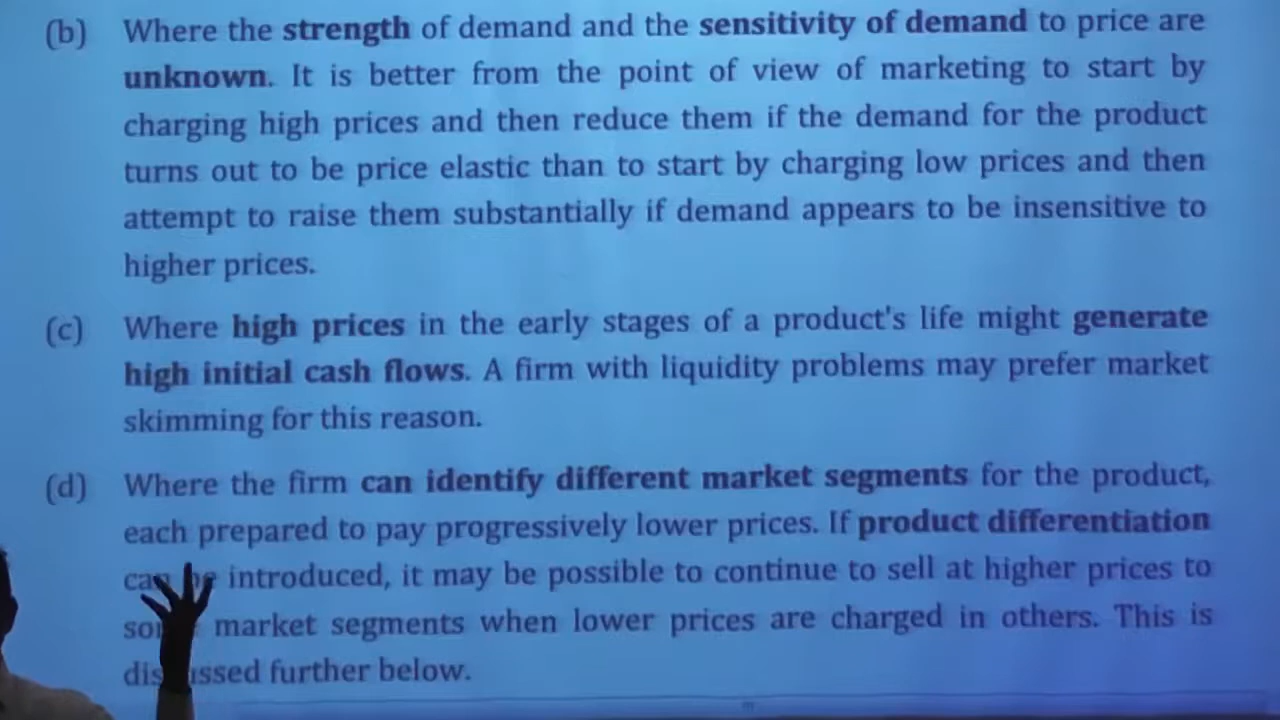 (b) Where the strength of demand and the sensitivity of demand to price are
unknown. It is better from the point of view of marketing to start by
charging high prices and then reduce them if the demand for the product
turns out to be price elastic than to start by charging low prices and then
attempt to raise them substantially if demand appears to be insensitive to
higher prices.
(c) Where high prices in the early stages of a product's life might generate
high initial cash flows. A firm with liquidity problems may prefer market
skimming for this reason.
(d) Where the firm can identify different market segments for the product,
each prepared to pay progressively lower prices. If product differentiation
introduced, it may be possible to continue to sell at higher prices to
market segments when lower prices are charged in others. This is
further below.